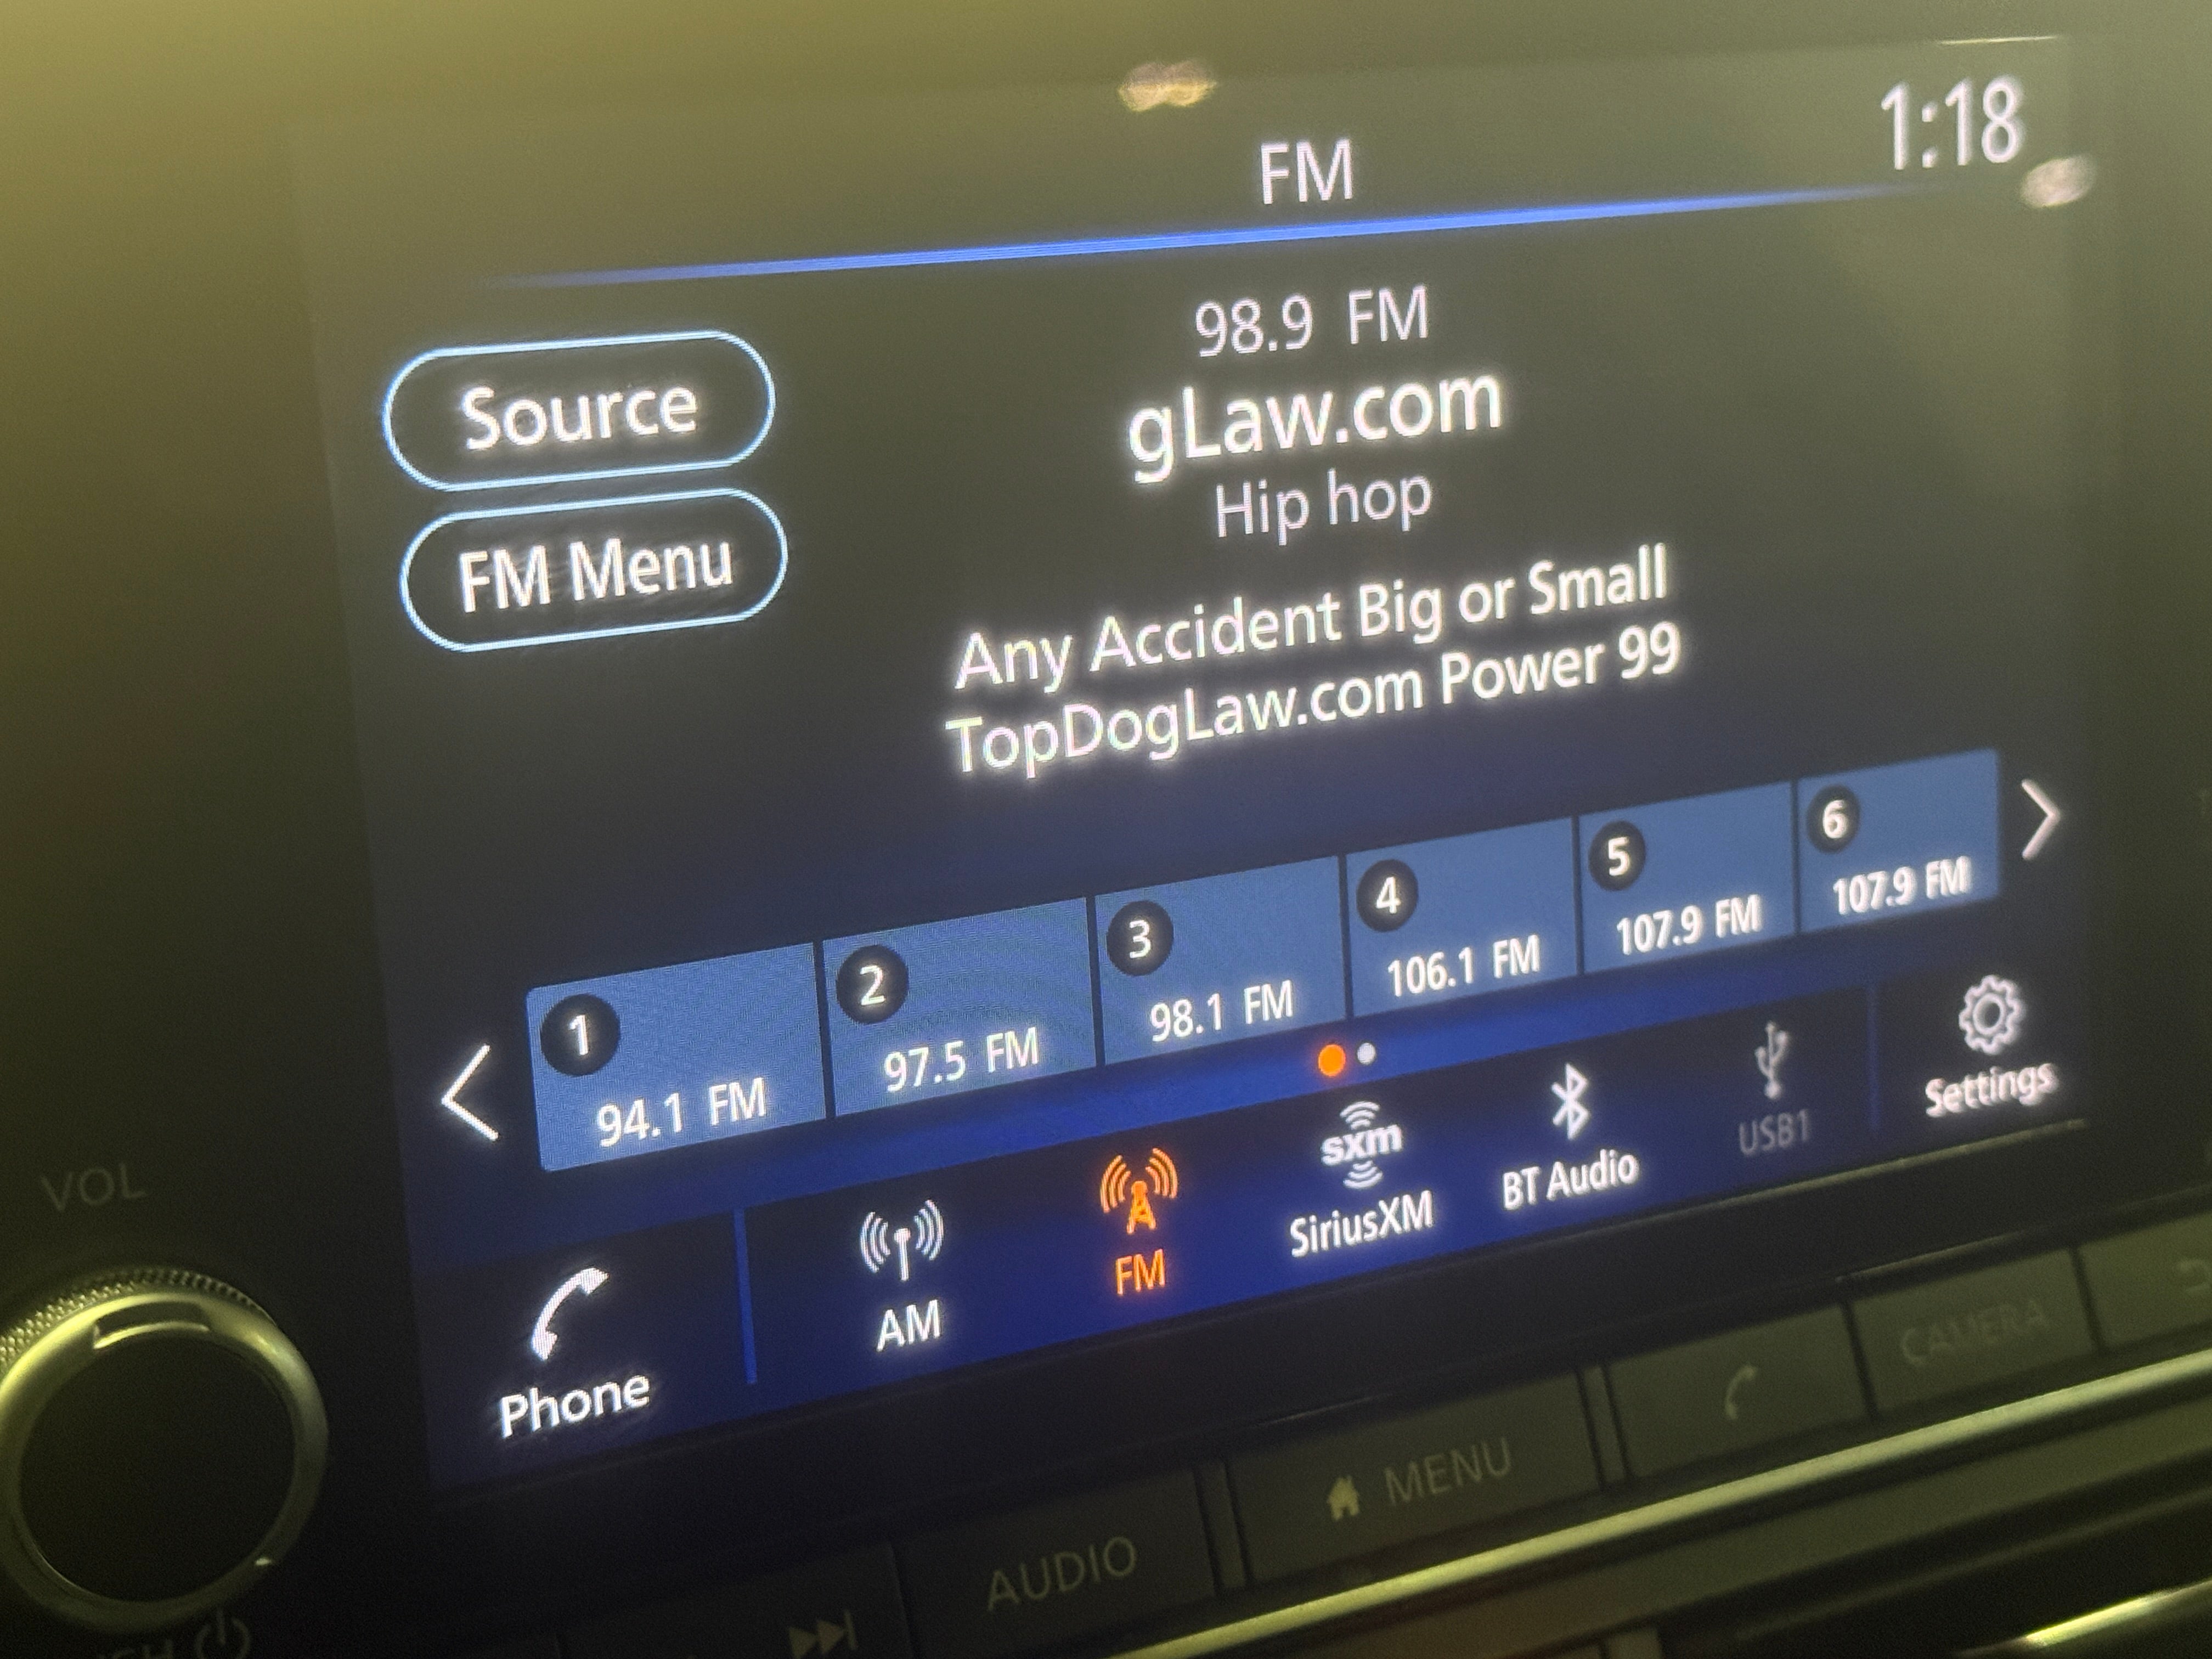 1:18
FM
98.9 FM
gLaw.com
Hip hop
Source
FM Menu
Any Accident Big or Small
TopDogLaw.com Power 99
1 94.1 FM
2 97.5 FM
3 98.1 FM
4 106.1 FM
5 107.9 FM
6 107.9 FM
Phone
AM
FM
sxm
SiriusXM
BT Audio
USB1
Settings
VOL
AUDIO
MENU
CAMERA